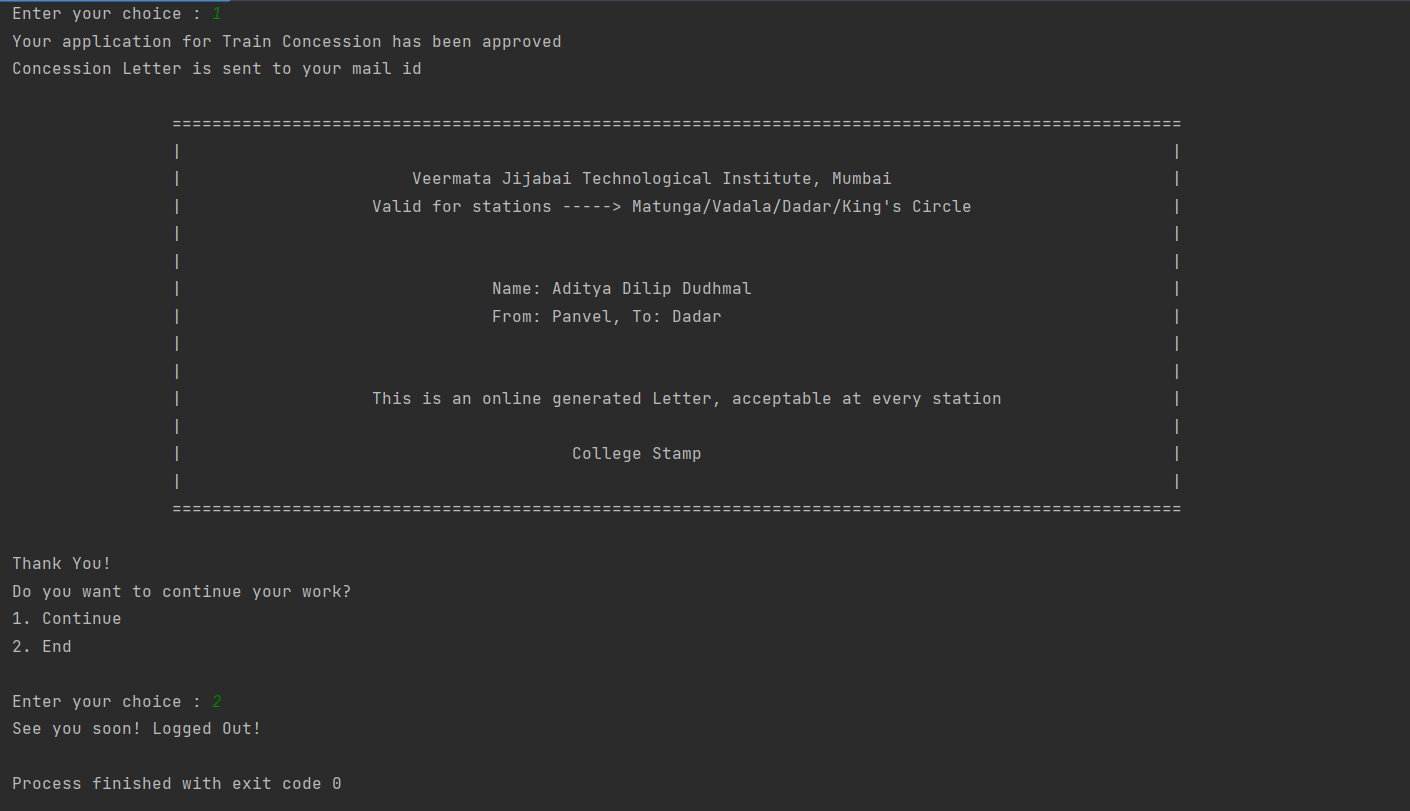 Enter your choice : 1
Your application for Train Concession has been approved
Concession Letter is sent to your mail id
=====================================================================================================
|                                                                                                    |
|                       Veermata Jijabai Technological Institute, Mumbai                            |
|                   Valid for stations -----> Matunga/Vadala/Dadar/King's Circle                    |
|                                                                                                    |
|                                                                                                    |
|                               Name: Aditya Dilip Dudhmal                                          |
|                               From: Panvel, To: Dadar                                             |
|                                                                                                    |
|                                                                                                    |
|                   This is an online generated Letter, acceptable at every station                 |
|                                                                                                    |
|                                       College Stamp                                               |
|                                                                                                    |
=====================================================================================================
Thank You!
Do you want to continue your work?
1. Continue
2. End
Enter your choice : 2
See you soon! Logged Out!
Process finished with exit code 0